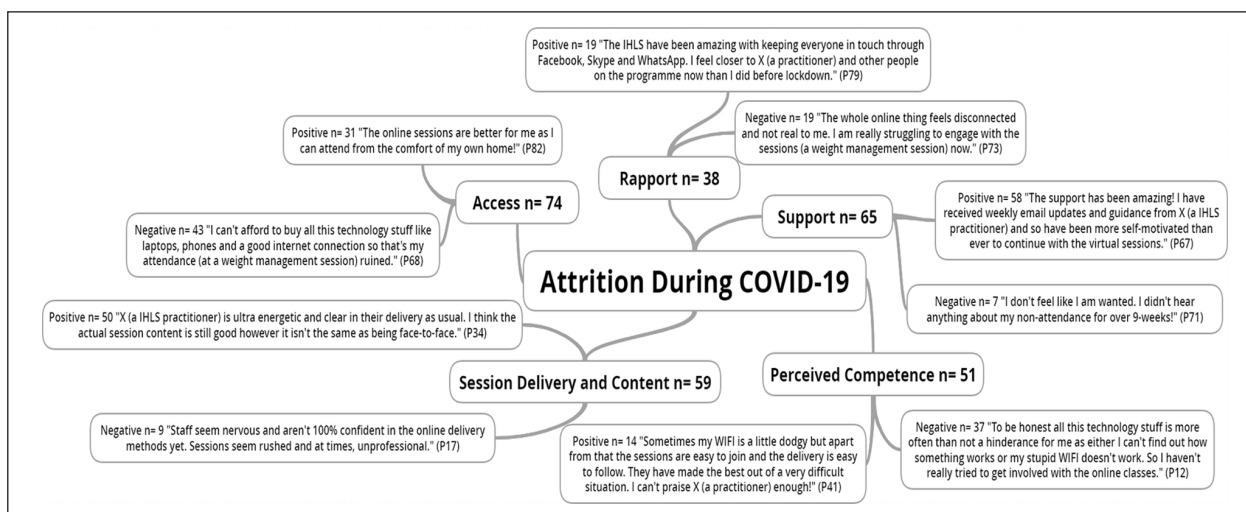 Positive n= 19 "The IHLS have been amazing with keeping everyone in touch through
Facebook, Skype and WhatsApp. I feel closer to X (a practitioner) and other people
on the programme now than I did before lockdown." (P79)
Negative n= 19 "The whole online thing feels disconnected
and not real to me. I am really struggling to engage with the
sessions (a weight management session) now." (P73)
Rapport n= 38
Positive n= 31 "The online sessions are better for me as I
can attend from the comfort of my own home!" (P82)
Access n= 74
Negative n= 43 "I can't afford to buy all this technology stuff like
laptops, phones and a good internet connection so that's my
attendance (at a weight management session) ruined." (P68)
Support n= 65
Positive n= 58 "The support has been amazing! I have
received weekly email updates and guidance from X (a IHLS
practitioner) and so have been more self-motivated than
ever to continue with the virtual sessions." (P67)
Negative n= 7 "I don't feel like I am wanted. I didn't hear
anything about my non-attendance for over 9-weeks!" (P71)
Attrition During COVID-19
Positive n= 50 "X (a IHLS practitioner) is ultra energetic and clear in their delivery as usual. I think the
actual session content is still good however it isn't the same as being face-to-face." (P34)
Session Delivery and Content n= 59
Negative n= 9 "Staff seem nervous and aren't 100% confident in the online delivery
methods yet. Sessions seem rushed and at times, unprofessional." (P17)
Perceived Competence n= 51
Positive n= 14 "Sometimes my WIFI is a little dodgy but apart
from that the sessions are easy to join and the delivery is easy
to follow. They have made the best out of a very difficult
situation. I can't praise X (a practitioner) enough!" (P41)
Negative n= 37 "To be honest all this technology stuff is more
often than not a hinderance for me as either I can't find out how
something works or my stupid WIFI doesn't work. So I haven't
really tried to get involved with the online classes." (P12)